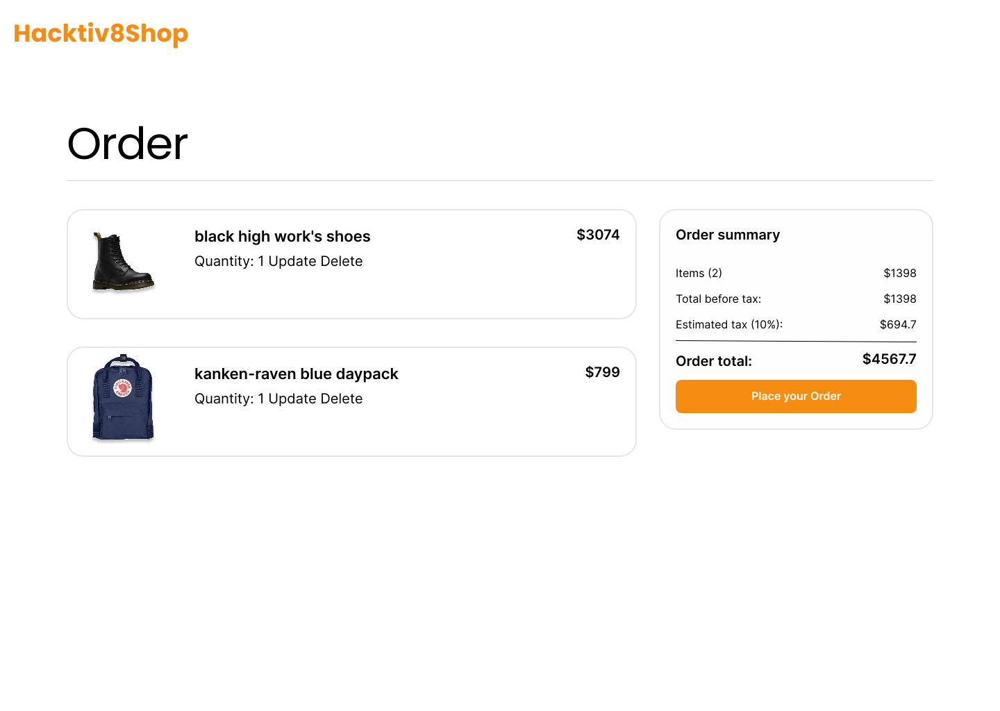 Hacktiv8Shop
Order
black high work's shoes
$3074
Quantity: 1 Update Delete
kanken-raven blue daypack
$799
Quantity: 1 Update Delete
Order summary
Items (2) $1398
Total before tax: $1398
Estimated tax (10%): $694.7
Order total: $4567.7
Place your Order